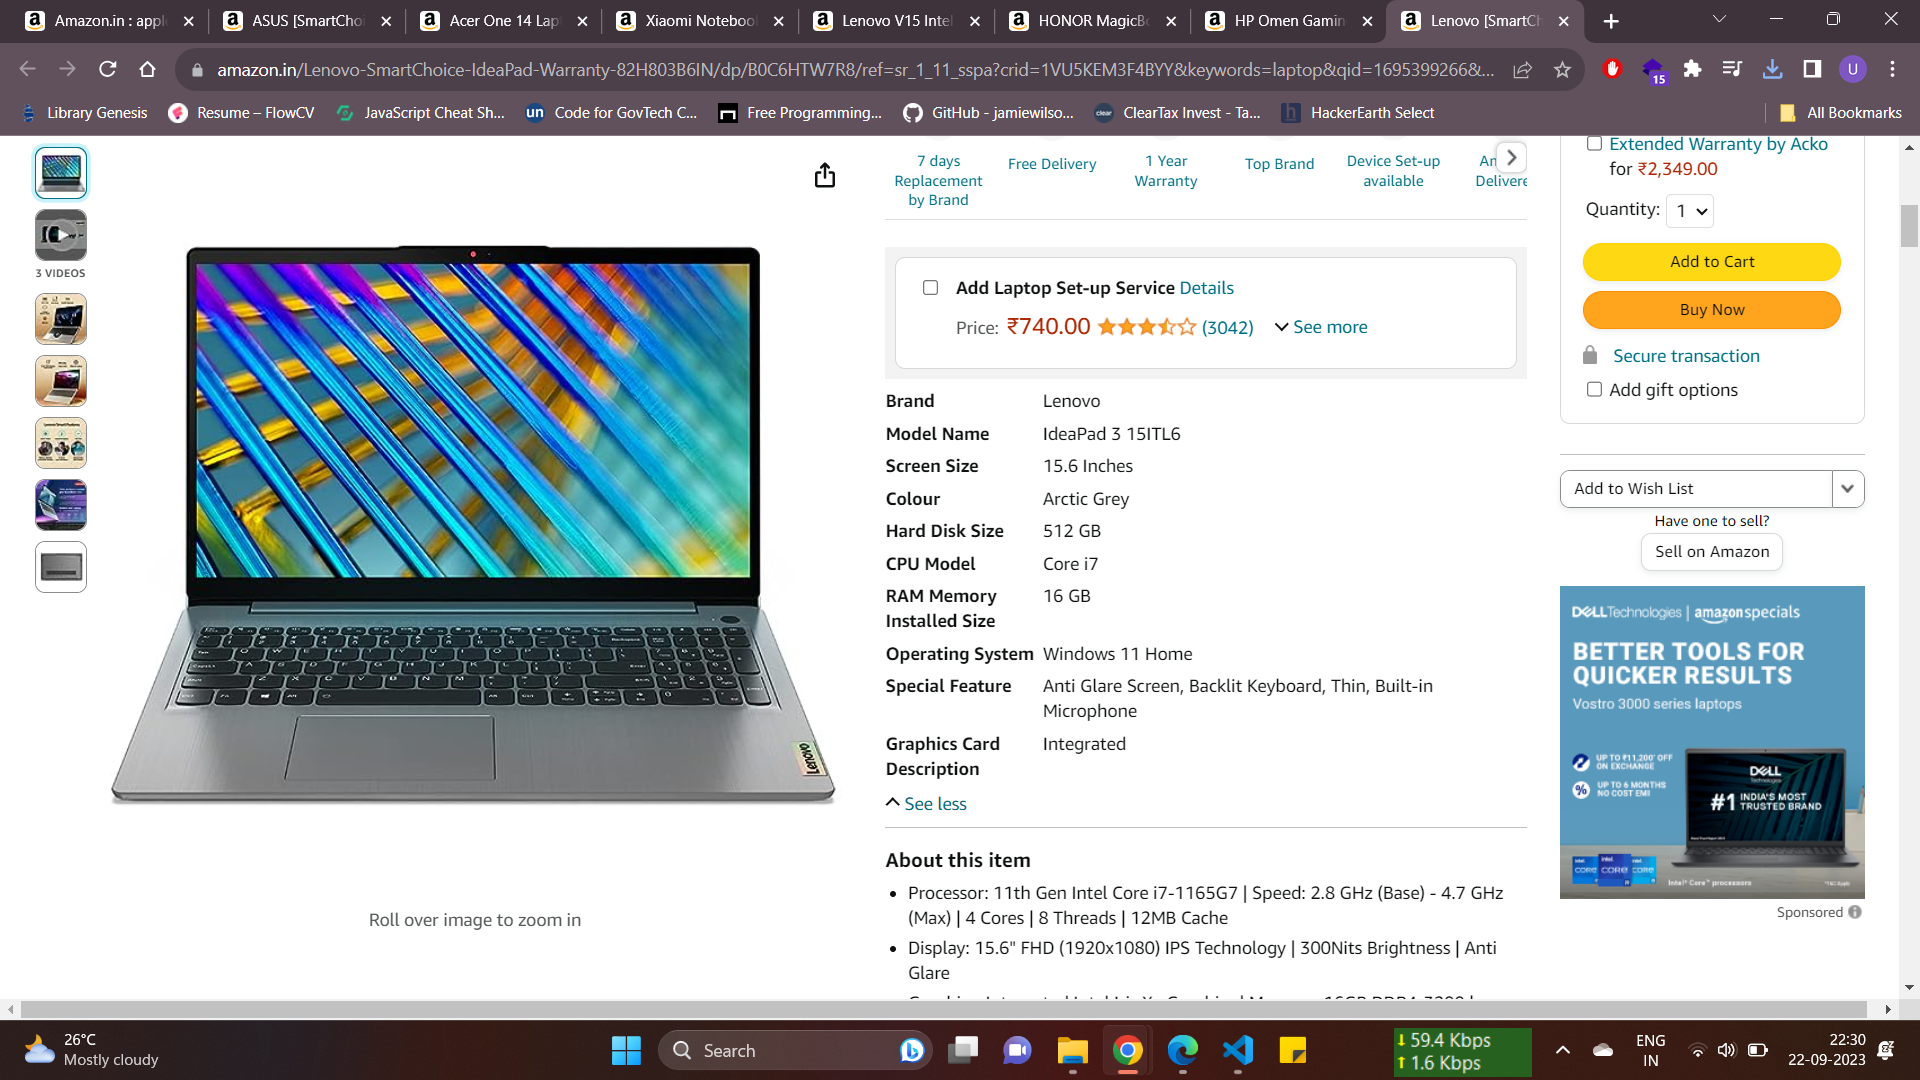 Amazon.in : appl
ASUS [SmartChoi
Acer One 14 Lap
Xiaomi Noteboo
Lenovo V15 Intel
HONOR MagicBo
HP Omen Gamin
Lenovo [SmartCh
amazon.in/Lenovo-SmartChoice-IdeaPad-Warranty-82H803B6IN/dp/B0C6HTW7R8/ref=sr_1_11_sspa?crid=1VU5KEM3F4BYY&keywords=laptop&qid=1695399266&...
15
U
Library Genesis
Resume – FlowCV
JavaScript Cheat Sh...
un
Code for GovTech C...
Free Programming...
GitHub - jamiewilso...
clear
ClearTax Invest - Ta...
h
HackerEarth Select
All Bookmarks
3 VIDEOS
Lenovo
Roll over image to zoom in
7 days
Replacement
by Brand
Free Delivery
1 Year
Warranty
Top Brand
Device Set-up
available
Am
Delivere
Add Laptop Set-up Service Details
Price: ₹740.00 (3042) See more
Brand Lenovo
Model Name IdeaPad 3 15ITL6
Screen Size 15.6 Inches
Colour Arctic Grey
Hard Disk Size 512 GB
CPU Model Core i7
RAM Memory 16 GB
Installed Size
Operating System Windows 11 Home
Special Feature Anti Glare Screen, Backlit Keyboard, Thin, Built-in
Microphone
Graphics Card Integrated
Description
See less
About this item
Processor: 11th Gen Intel Core i7-1165G7 | Speed: 2.8 GHz (Base) - 4.7 GHz
(Max) | 4 Cores | 8 Threads | 12MB Cache
Display: 15.6" FHD (1920x1080) IPS Technology | 300Nits Brightness | Anti
Glare
Extended Warranty by Acko
for ₹2,349.00
Quantity: 1
Add to Cart
Buy Now
Secure transaction
Add gift options
Add to Wish List
Have one to sell?
Sell on Amazon
DELL Technologies | amazon specials
BETTER TOOLS FOR
QUICKER RESULTS
Vostro 3000 series laptops
UP TO ₹11,200* OFF
ON EXCHANGE
UP TO 6 MONTHS
NO COST EMI
DELL
Technologies
#1 INDIA'S MOST
TRUSTED BRAND
intel CORE
Intel® Core™ processors
Sponsored
26°C
Mostly cloudy
Search
59.4 Kbps
1.6 Kbps
ENG
IN
22:30
22-09-2023